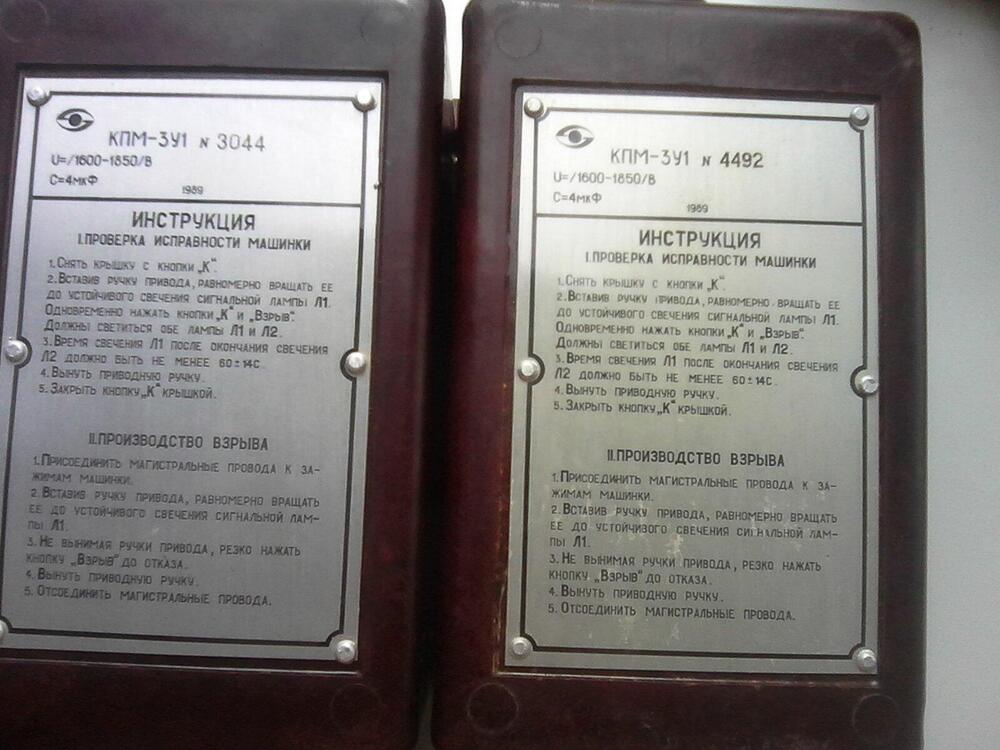 КПМ-3У1 № 3044
U=/1600-1850/В
С=4мкФ
1989
ИНСТРУКЦИЯ
I.ПРОВЕРКА ИСПРАВНОСТИ МАШИНКИ
1.Снять крышку с кнопки „К“.
2.Вставив ручку привода, равномерно вращать ее
до устойчивого свечения сигнальной лампы Л1.
Одновременно нажать кнопки„К“ и „Взрыв“.
Должны светиться обе лампы Л1 и Л2.
3.Время свечения Л1 после окончания свечения
Л2 должно быть не менее 60±14с.
4.Вынуть приводную ручку.
5.Закрыть кнопку„К“ крышкой.
II.ПРОИЗВОДСТВО ВЗРЫВА
1.Присоединить магистральные провода к за-
жимам машинки.
2.Вставив ручку привода, равномерно вращать
ее до устойчивого свечения сигнальной лам-
пы Л1.
3.Не вынимая ручки привода, резко нажать
кнопку „Взрыв“ до отказа.
4.Вынуть приводную ручку.
5.Отсоединить магистральные провода.
КПМ-3У1 № 4492
U=/1600-1850/В
С=4мкФ
1989
ИНСТРУКЦИЯ
I.ПРОВЕРКА ИСПРАВНОСТИ МАШИНКИ
1.Снять крышку с кнопки „К“.
2.Вставив ручку привода, равномерно вращать ее
до устойчивого свечения сигнальной лампы Л1.
Одновременно нажать кнопки„К“ и „Взрыв“.
Должны светиться обе лампы Л1 и Л2.
3.Время свечения Л1 после окончания свечения
Л2 должно быть не менее 60±14с.
4.Вынуть приводную ручку.
5.Закрыть кнопку„К“ крышкой.
II.ПРОИЗВОДСТВО ВЗРЫВА
1.Присоединить магистральные провода к за-
жимам машинки.
2.Вставив ручку привода, равномерно вращать
ее до устойчивого свечения сигнальной лам-
пы Л1.
3.Не вынимая ручки привода, резко нажать
кнопку „Взрыв“ до отказа.
4.Вынуть приводную ручку.
5.Отсоединить магистральные провода.